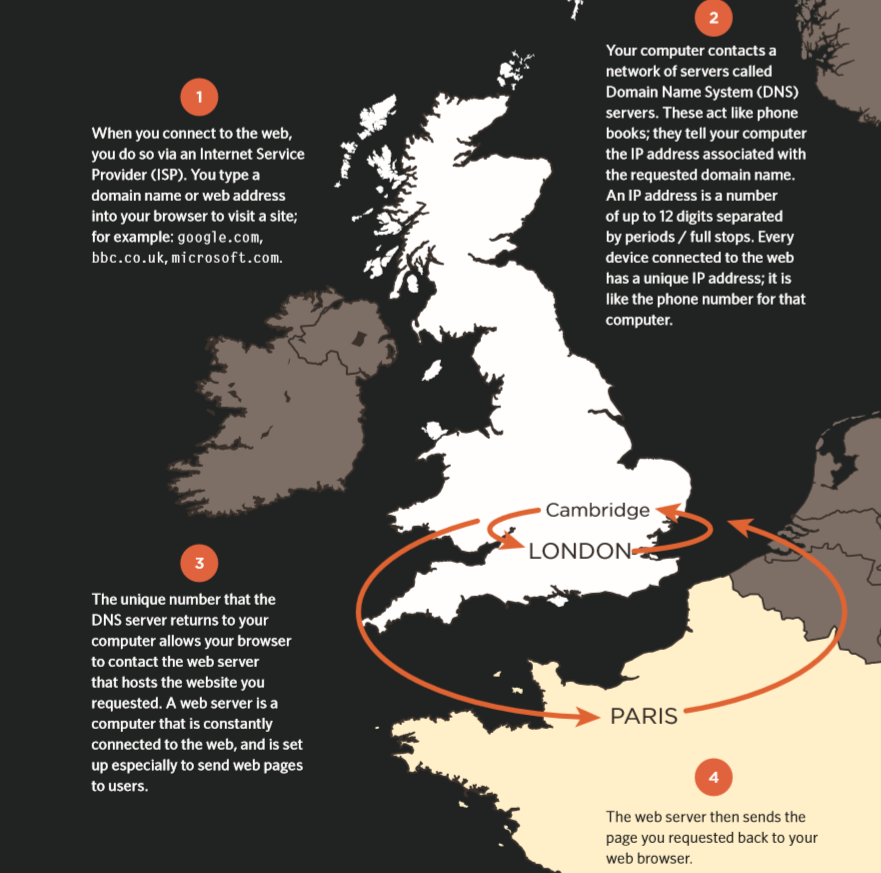 1
When you connect to the web,
you do so via an Internet Service
Provider (ISP). You type a
domain name or web address
into your browser to visit a site;
for example: google.com,
bbc.co.uk, microsoft.com.
2
Your computer contacts a
network of servers called
Domain Name System (DNS)
servers. These act like phone
books; they tell your computer
the IP address associated with
the requested domain name.
An IP address is a number
of up to 12 digits separated
by periods / full stops. Every
device connected to the web
has a unique IP address; it is
like the phone number for that
computer.
Cambridge
LONDON
3
The unique number that the
DNS server returns to your
computer allows your browser
to contact the web server
that hosts the website you
requested. A web server is a
computer that is constantly
connected to the web, and is set
up especially to send web pages
to users.
PARIS
4
The web server then sends the
page you requested back to your
web browser.